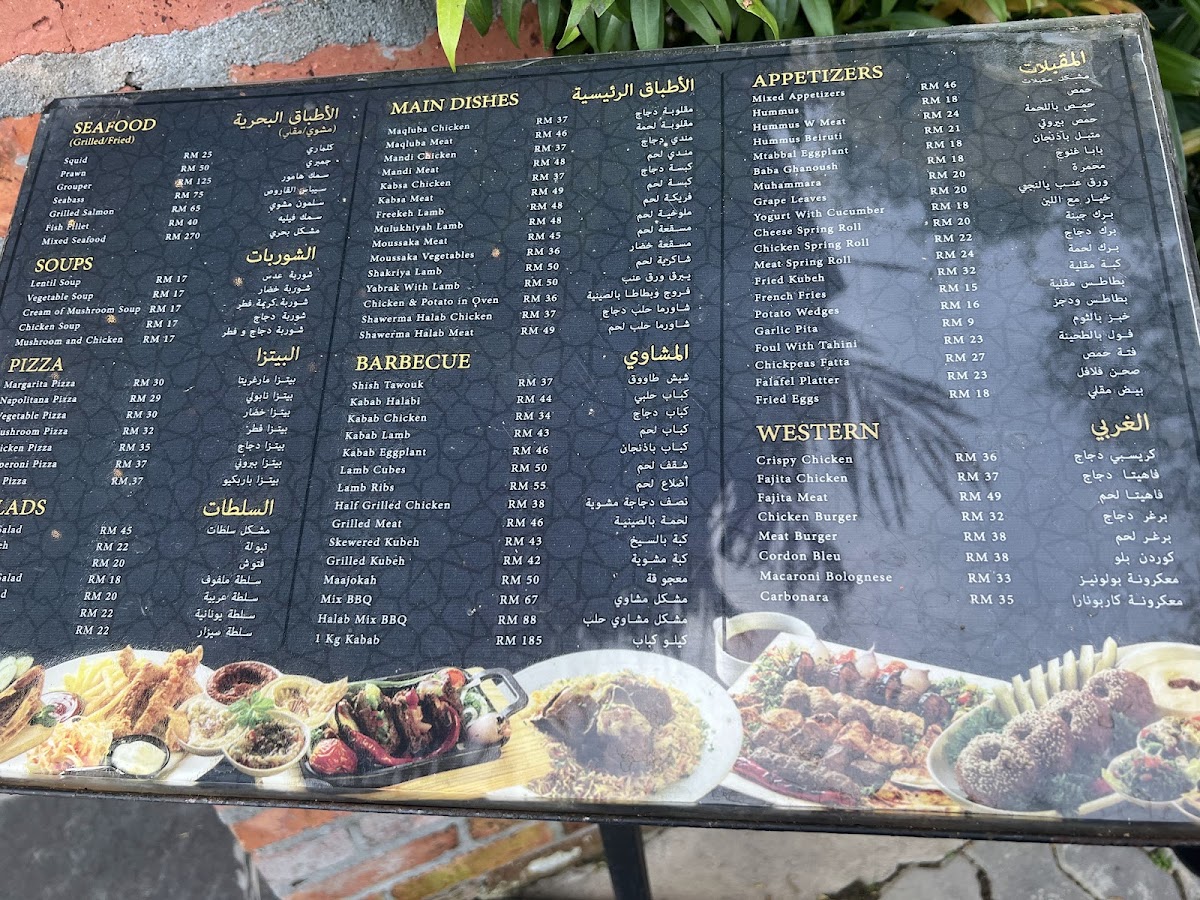 SEAFOOD الأطباق البحرية
(Grilled/Fried) (مشوي/مقلي)
Squid RM 25 كلماري
Prawn RM 50 جمبري
Grouper RM 125 سمك هامور
Seabass RM 75 سيباس القاروص
Grilled Salmon RM 65 سلمون مشوي
Fish Fillet RM 40 سمك فيليه
Mixed Seafood RM 270 مشكل بحري
SOUPS الشوربات
Lentil Soup RM 17 شوربة عدس
Vegetable Soup RM 17 شوربة خضار
Cream of Mushroom Soup RM 17 شوربة كريمة فطر
Chicken Soup RM 17 شوربة دجاج
Mushroom and Chicken RM 17 شوربة دجاج و فطر
PIZZA البيتزا
Margarita Pizza RM 30 بيتزا مارغريتا
Napolitana Pizza RM 29 بيتزا نابولي
Vegetable Pizza RM 30 بيتزا خضار
ushroom Pizza RM 32 بيتزا فطر
icken Pizza RM 35 بيتزا دجاج
peroni Pizza RM 37 بيتزا بيروني
Pizza RM 37 بيتزا باربكيو
LADS السلطات
Salad RM 45 مشكل سلطات
eh RM 22 تبولة
RM 20 فتوش
Salad RM 18 سلطة ملفوف
d RM 20 سلطة عربية
RM 22 سلطة يونانية
RM 22 سلطة سيزار
MAIN DISHES الأطباق الرئيسية
Maqluba Chicken RM 37 مقلوبة دجاج
Maqluba Meat RM 46 مقلوبة لحمة
Mandi Chicken RM 37 مندي دجاج
Mandi Meat RM 48 مندي لحم
Kabsa Chicken RM 37 كبسة دجاج
Kabsa Meat RM 49 كبسة لحم
Freekeh Lamb RM 48 فريكة لحم
Mulukhiyah Lamb RM 48 ملوخية لحم
Moussaka Meat RM 45 مسقعة لحم
Moussaka Vegetables RM 36 مسقعة خضار
Shakriya Lamb RM 50 شاكرية لحم
Yabrak With Lamb RM 50 يبرق ورق عنب
Chicken & Potato in Oven RM 36 فروج وبطاطا بالصينية
Shawerma Halab Chicken RM 37 شاورما حلب دجاج
Shawerma Halab Meat RM 49 شاورما حلب لحم
BARBECUE المشاوي
Shish Tawouk RM 37 شيش طاووق
Kabab Halabi RM 44 كباب حلبي
Kabab Chicken RM 34 كباب دجاج
Kabab Lamb RM 43 كباب لحم
Kabab Eggplant RM 46 كباب باذنجان
Lamb Cubes RM 50 شقف لحم
Lamb Ribs RM 55 أضلاع لحم
Half Grilled Chicken RM 38 نصف دجاجة مشوية
Grilled Meat RM 46 لحمة بالصينية
Skewered Kubeh RM 43 كبة بالسيخ
Grilled Kubeh RM 42 كبة مشوية
Maajokah RM 50 معجوقة
Mix BBQ RM 67 مشكل مشاوي
Halab Mix BBQ RM 88 مشكل مشاوي حلب
1 Kg Kabab RM 185 كيلو كباب
APPETIZERS المقبلات
Mixed Appetizers RM 46 مشكل مقبلات
Hummus RM 18 حمص
Hummus W Meat RM 24 حمص باللحمة
Hummus Beiruti RM 21 حمص بيروتي
Mtabbal Eggplant RM 18 متبل باذنجان
Baba Ghanoush RM 18 بابا غنوج
Muhammara RM 20 محمرة
Grape Leaves RM 20 ورق عنب يالنجي
Yogurt With Cucumber RM 18 خيار مع اللبن
Cheese Spring Roll RM 20 برك جبنة
Chicken Spring Roll RM 22 برك دجاج
Meat Spring Roll RM 24 برك لحمة
Fried Kubeh RM 32 كبة مقلية
French Fries RM 15 بطاطس مقلية
Potato Wedges RM 16 بطاطس ودجز
Garlic Pita RM 9 خبز بالثوم
Foul With Tahini RM 23 فول بالطحينة
Chickpeas Fatta RM 27 فتة حمص
Falafel Platter RM 23 صحن فلافل
Fried Eggs RM 18 بيض مقلي
WESTERN الغربي
Crispy Chicken RM 36 كريسبي دجاج
Fajita Chicken RM 37 فاهيتا دجاج
Fajita Meat RM 49 فاهيتا لحم
Chicken Burger RM 32 برغر دجاج
Meat Burger RM 38 برغر لحم
Cordon Bleu RM 38 كوردن بلو
Macaroni Bolognese RM 33 معكرونة بولونيز
Carbonara RM 35 معكرونة كاربونارا